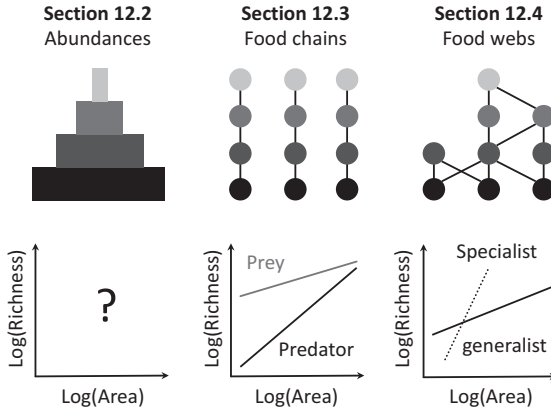 Section 12.2
Abundances
Section 12.3
Food chains
Section 12.4
Food webs
Log(Richness)
?
Log(Area)
Log(Richness)
Prey
Predator
Log(Area)
Log(Richness)
Specialist
generalist
Log(Area)